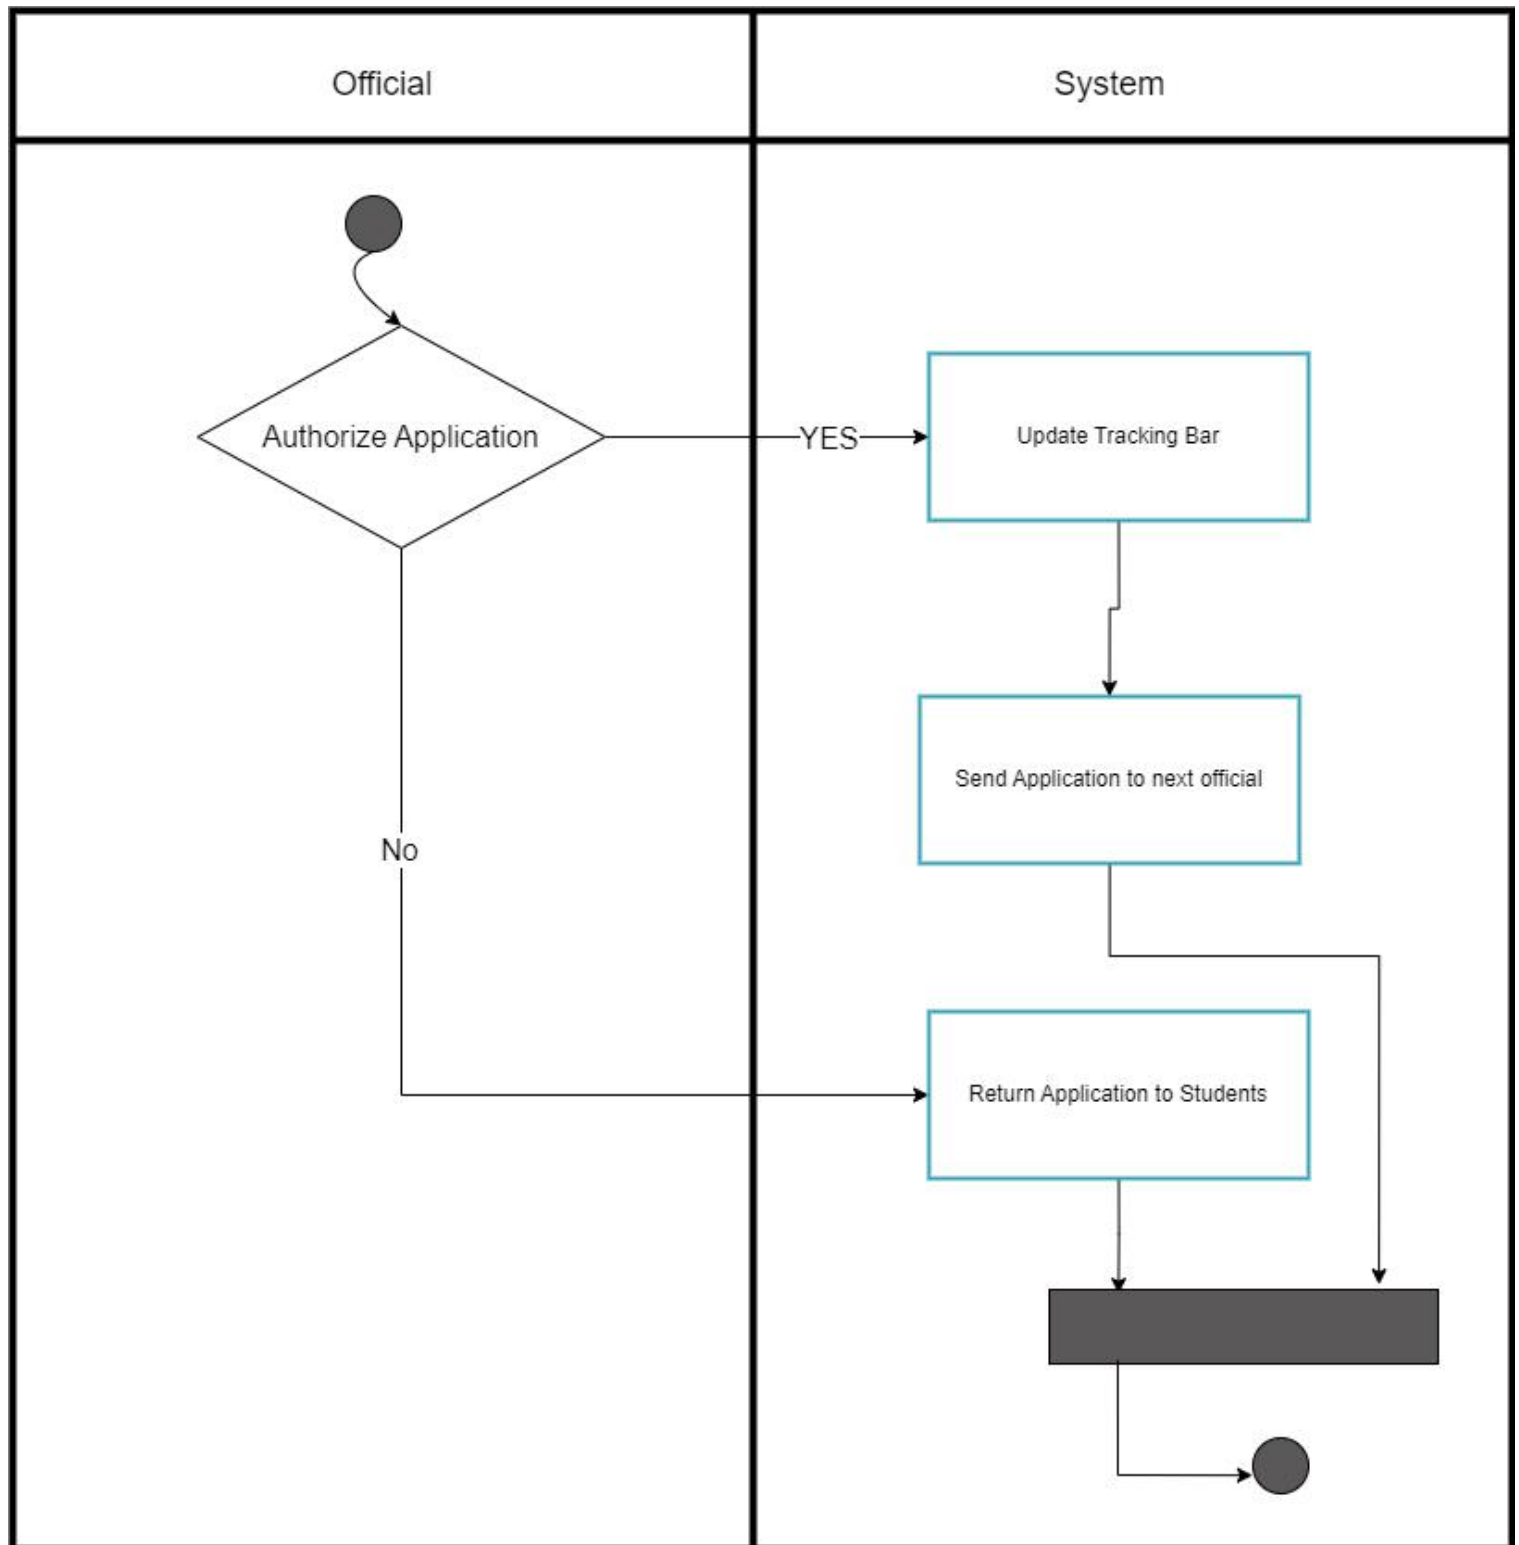 Official
System
Authorize Application
YES
Update Tracking Bar
Send Application to next official
No
Return Application to Students